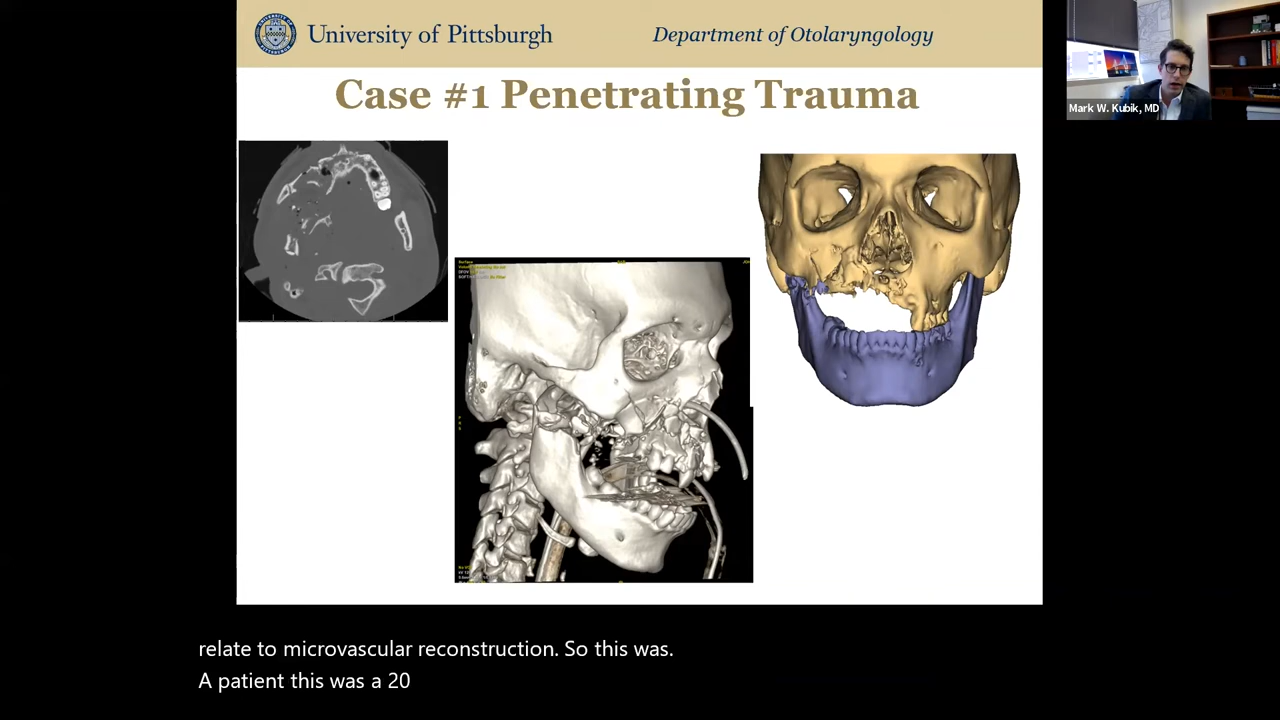 University of Pittsburgh
Department of Otolaryngology
Case #1 Penetrating Trauma
Mark W. Kubik, MD
relate to microvascular reconstruction. So this was.
A patient this was a 20